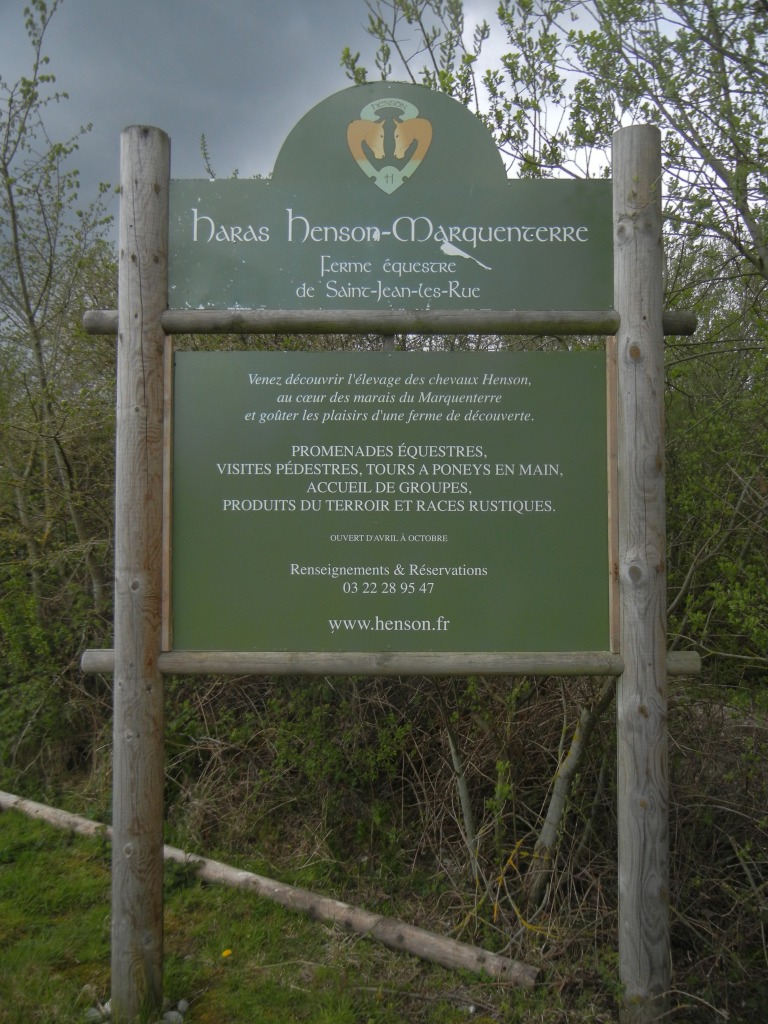 HENSON
Haras Henson-Marquenterre
Ferme équestre
de Saint-Jean-les-Rue
Venez découvrir l'élevage des chevaux Henson,
au cœur des marais du Marquenterre
et goûter les plaisirs d'une ferme de découverte.
PROMENADES ÉQUESTRES,
VISITES PÉDESTRES, TOURS A PONEYS EN MAIN,
ACCUEIL DE GROUPES,
PRODUITS DU TERROIR ET RACES RUSTIQUES.
OUVERT D'AVRIL À OCTOBRE
Renseignements & Réservations
03 22 28 95 47
www.henson.fr